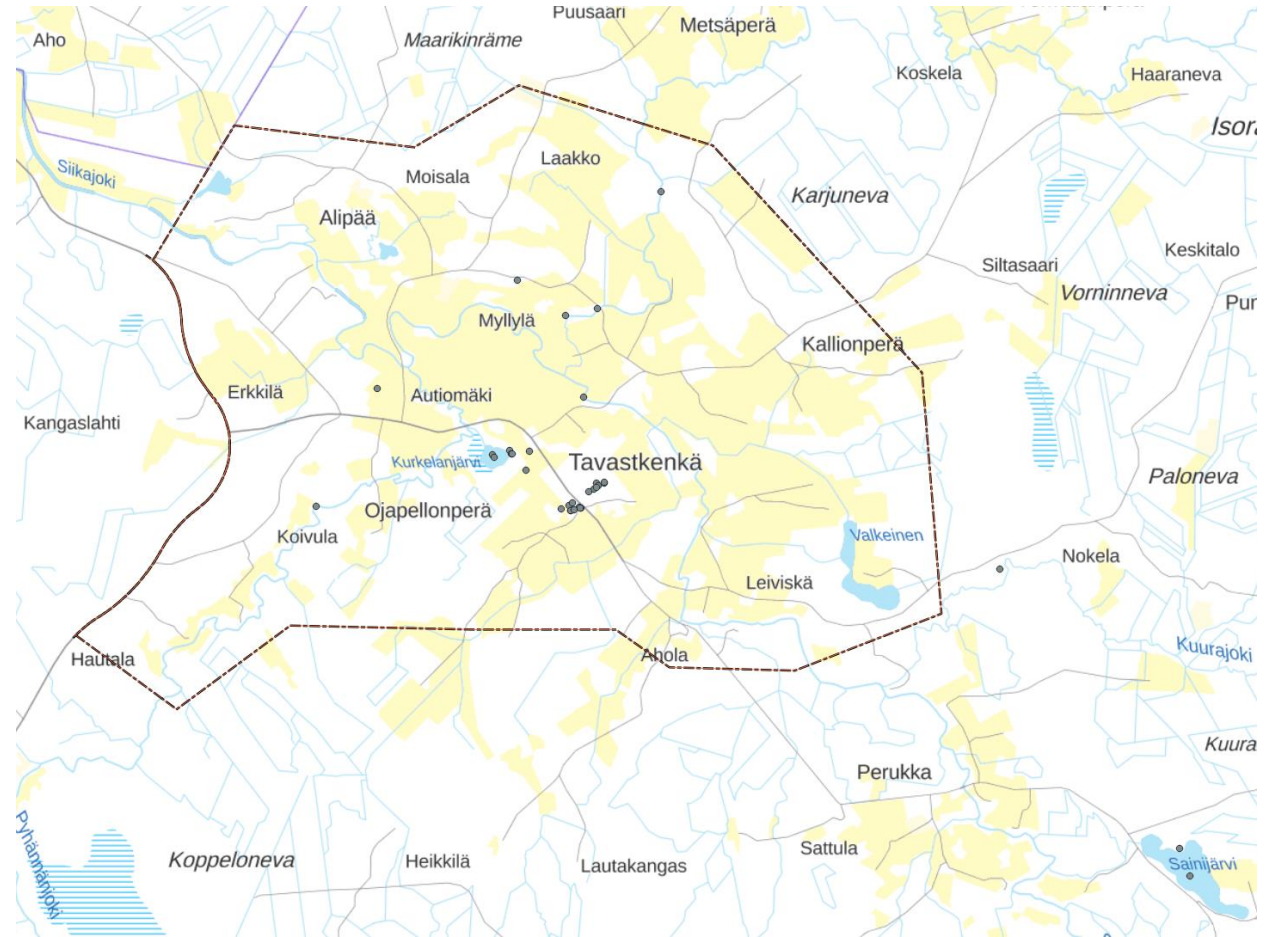 Puusaari
Metsäperä
Aho
Maarikinräme
Koskela
Haaraneva
Isora
Laakko
Siikajoki
Moisala
Karjuneva
Alipää
Keskitalo
Siltasaari
Vorninneva
Pur
Myllylä
Kallionperä
Erkkilä
Autiomäki
Kangaslahti
Kurkelanjärvi
Tavastkenkä
Paloneva
Ojapellonperä
Koivula
Valkeinen
Nokela
Leiviskä
Hautala
Ahola
Kuurajoki
Kuura
Perukka
Pyhännänjoki
Koppeloneva
Heikkilä
Lautakangas
Sattula
Sainijärvi